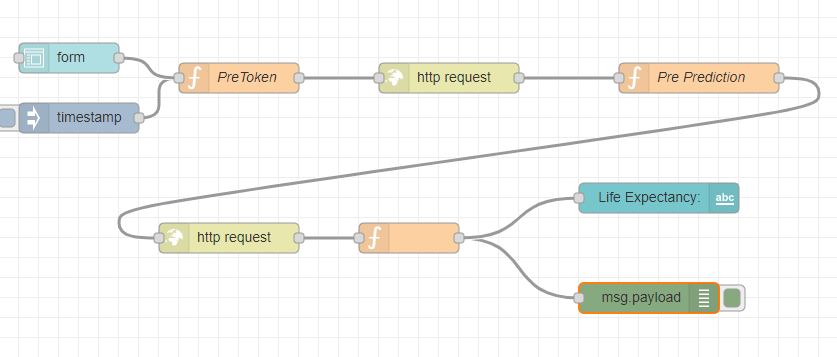 form
PreToken
http request
Pre Prediction
timestamp
Life Expectancy:
abc
http request
msg.payload